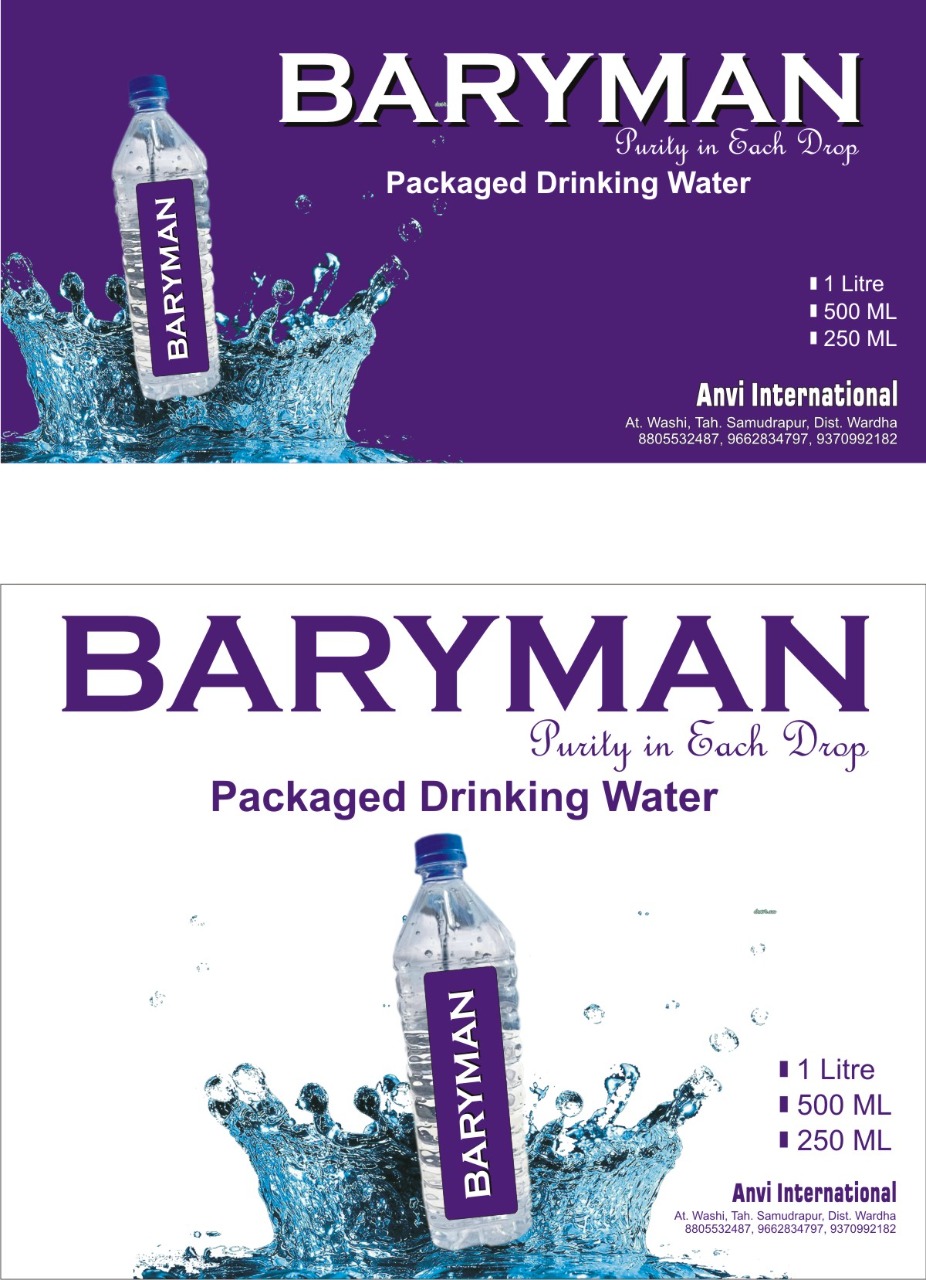 BARYMAN
Purity in Each Drop
Packaged Drinking Water
BARYMAN
1 Litre
500 ML
250 ML
Anvi International
At. Washi, Tah. Samudrapur, Dist. Wardha
8805532487, 9662834797, 9370992182
BARYMAN
Purity in Each Drop
Packaged Drinking Water
BARYMAN
1 Litre
500 ML
250 ML
Anvi International
At. Washi, Tah. Samudrapur, Dist. Wardha
8805532487, 9662834797, 9370992182